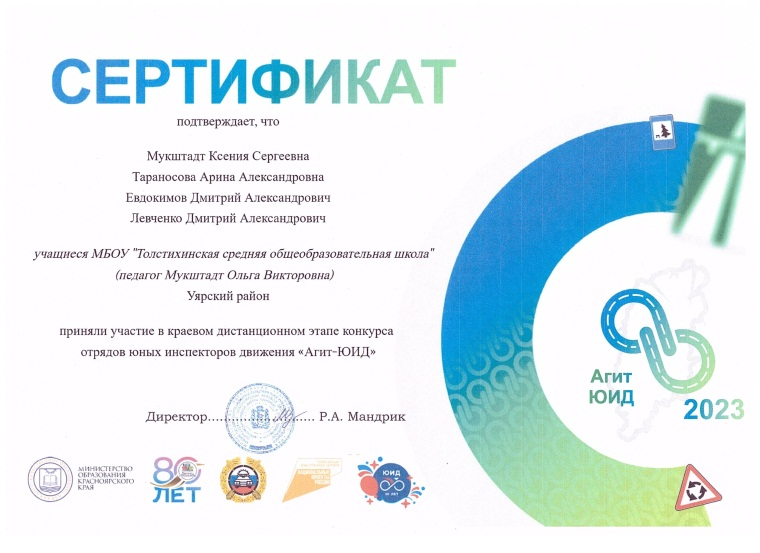 СЕРТИФИКАТ
подтверждает, что
Мукштадт Ксения Сергеевна
Тараносова Арина Александровна
Евдокимов Дмитрий Александрович
Левченко Дмитрий Александрович
учащиеся МБОУ "Толстихинская средняя общеобразовательная школа"
(педагог Мукштадт Ольга Викторовна)
Уярский район
приняли участие в краевом дистанционном этапе конкурса
отрядов юных инспекторов движения «Агит-ЮИД»
Агит
ЮИД
2023
Директор............................ Р.А. Мандрик
МИНИСТЕРСТВО
ОБРАЗОВАНИЯ
КРАСНОЯРСКОГО
КРАЯ
80
ЛЕТ
ЮИД